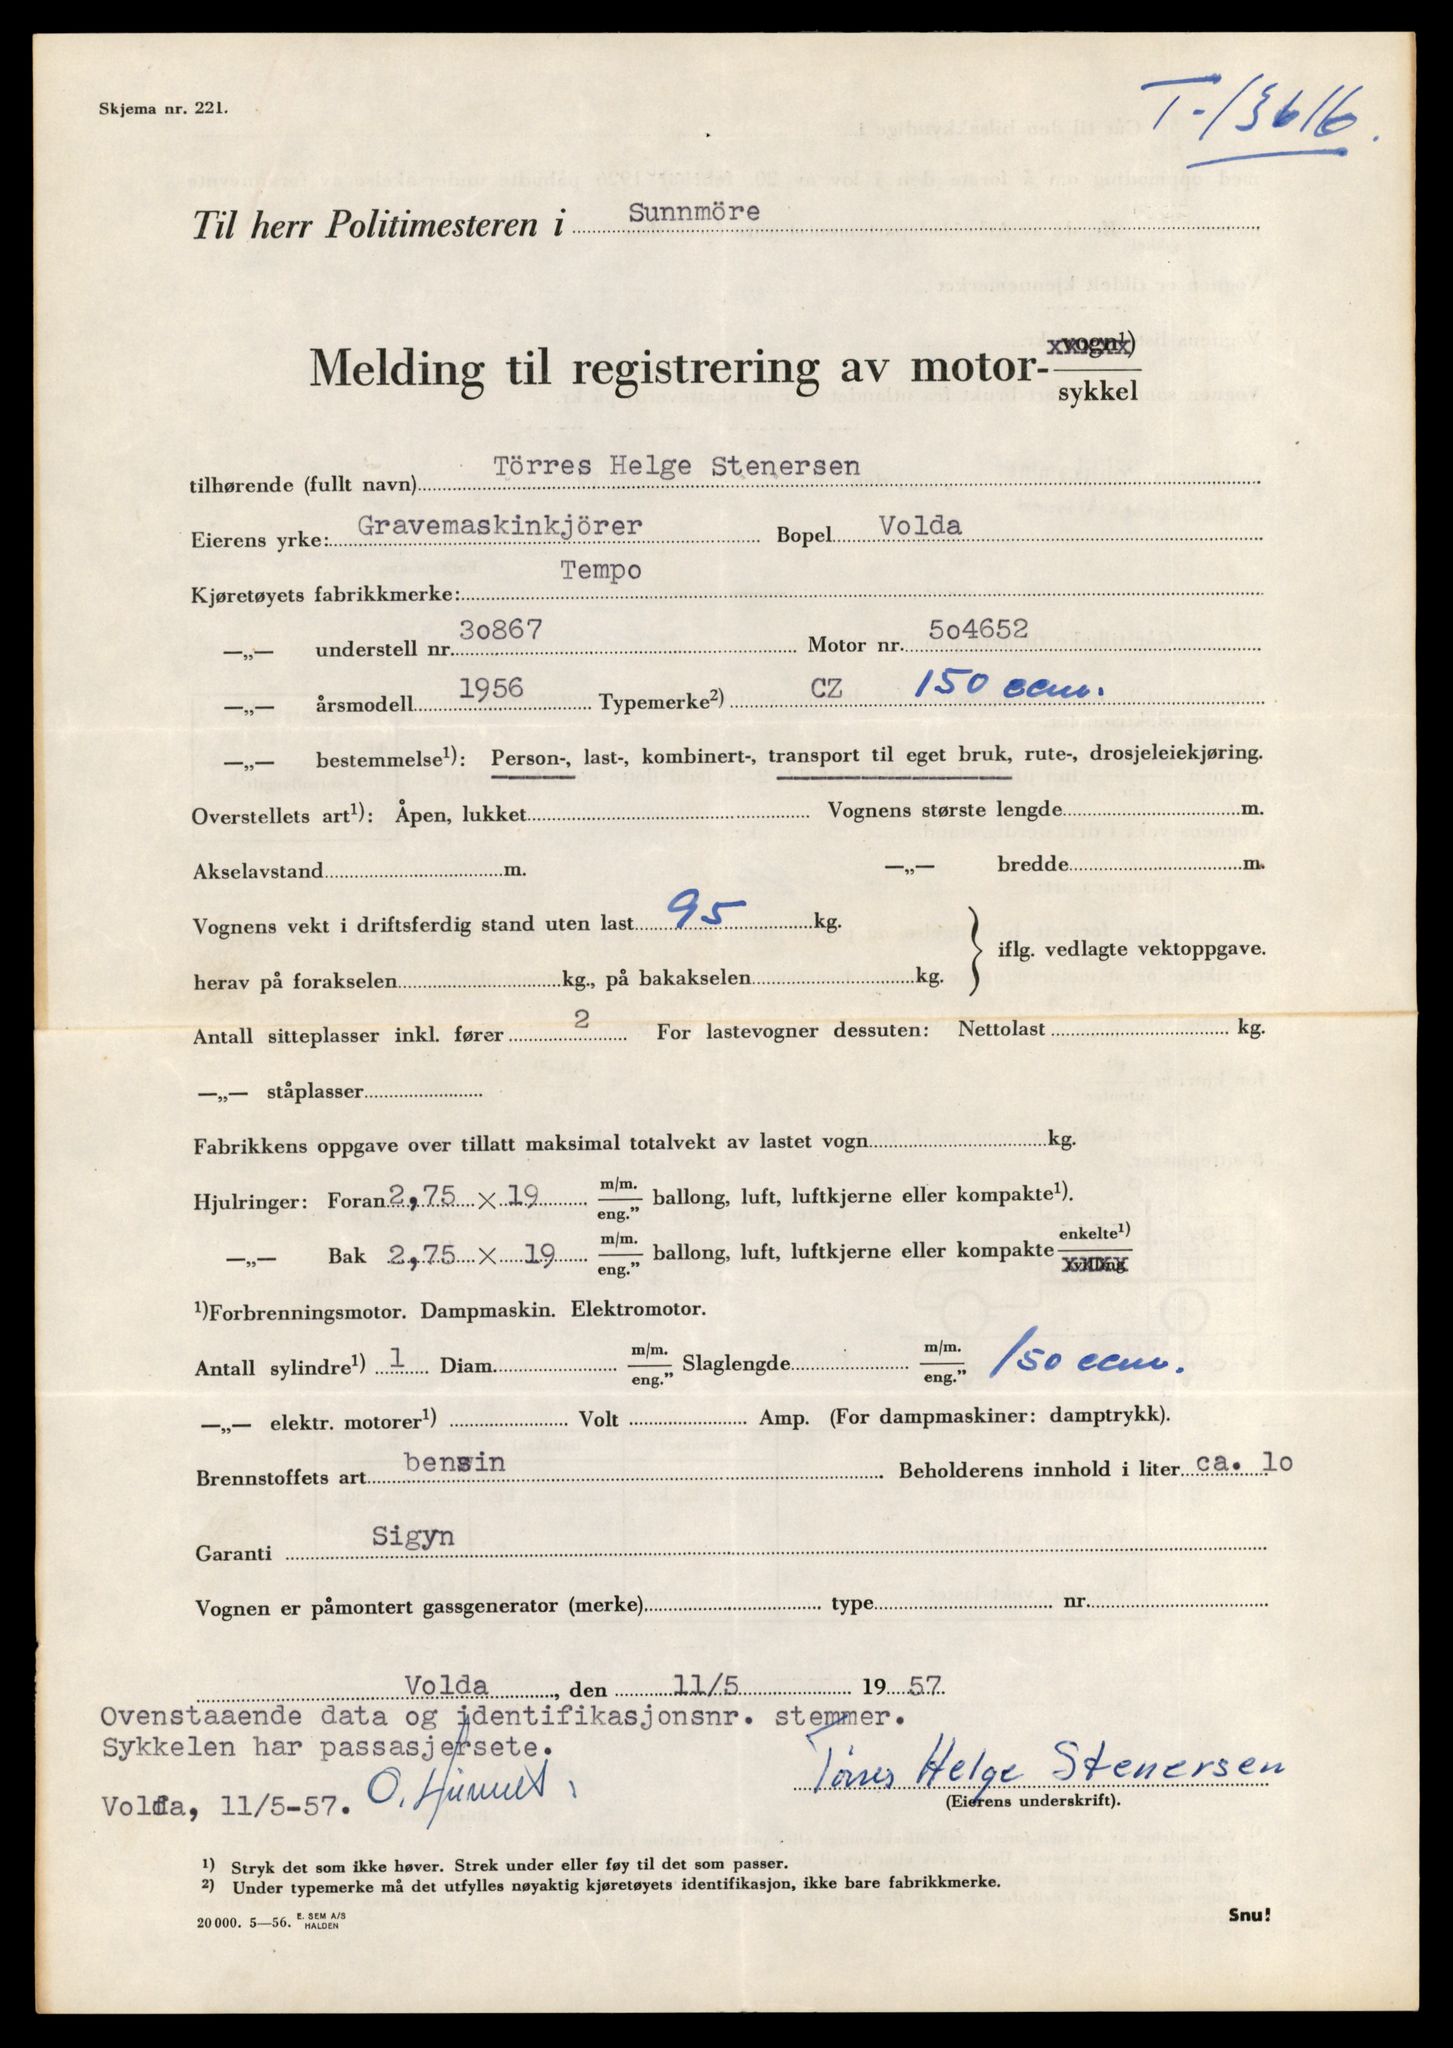 Skjema nr. 221.
T-13616.
Til herr Politimesteren i Sunnmöre
Melding til registrering av motor- vogn¹) sykkel
tilhørende (fullt navn) Törres Helge Stenersen
Eierens yrke: Gravemaskinkjörer Bopel Volda
Kjøretøyets fabrikkmerke: Tempo
—„— understell nr. 30867 Motor nr. 504652
—„— årsmodell 1956 Typemerke²) CZ 150 ccm.
—„— bestemmelse¹): Person-, last-, kombinert-, transport til eget bruk, rute-, drosjeleiekjøring.
Overstellets art¹): Åpen, lukket Vognens største lengde m.
Akselavstand m. —„— bredde m.
Vognens vekt i driftsferdig stand uten last 95 kg.
iflg. vedlagte vektoppgave.
herav på forakselen kg., på bakakselen kg.
Antall sitteplasser inkl. fører 2 For lastevogner dessuten: Nettolast kg.
—„— ståplasser
Fabrikkens oppgave over tillatt maksimal totalvekt av lastet vogn kg.
Hjulringer: Foran 2,75 × 19 m/m. eng.” ballong, luft, luftkjerne eller kompakte¹).
—„— Bak 2,75 × 19 m/m. eng.” ballong, luft, luftkjerne eller kompakte enkelte¹)
¹)Forbrenningsmotor. Dampmaskin. Elektromotor.
Antall sylindre¹) 1 Diam. m/m. eng.” Slaglengde m/m. eng.” 150 ccm.
—„— elektr. motorer¹) Volt Amp. (For dampmaskiner: damptrykk).
Brennstoffets art bensin Beholderens innhold i liter ca. 1o
Garanti Sigyn
Vognen er påmontert gassgenerator (merke) type nr.
Volda, den 11/5 19 57
Ovenstaaende data og identifikasjonsnr. stemmer.
Sykkelen har passasjersete.
Törres Helge Stenersen
Volda, 11/5-57.
(Eierens underskrift).
¹) Stryk det som ikke høver. Strek under eller føy til det som passer.
²) Under typemerke må det utfylles nøyaktig kjøretøyets identifikasjon, ikke bare fabrikkmerke.
20 000. 5—56. E. SEM A/S HALDEN
Snu!